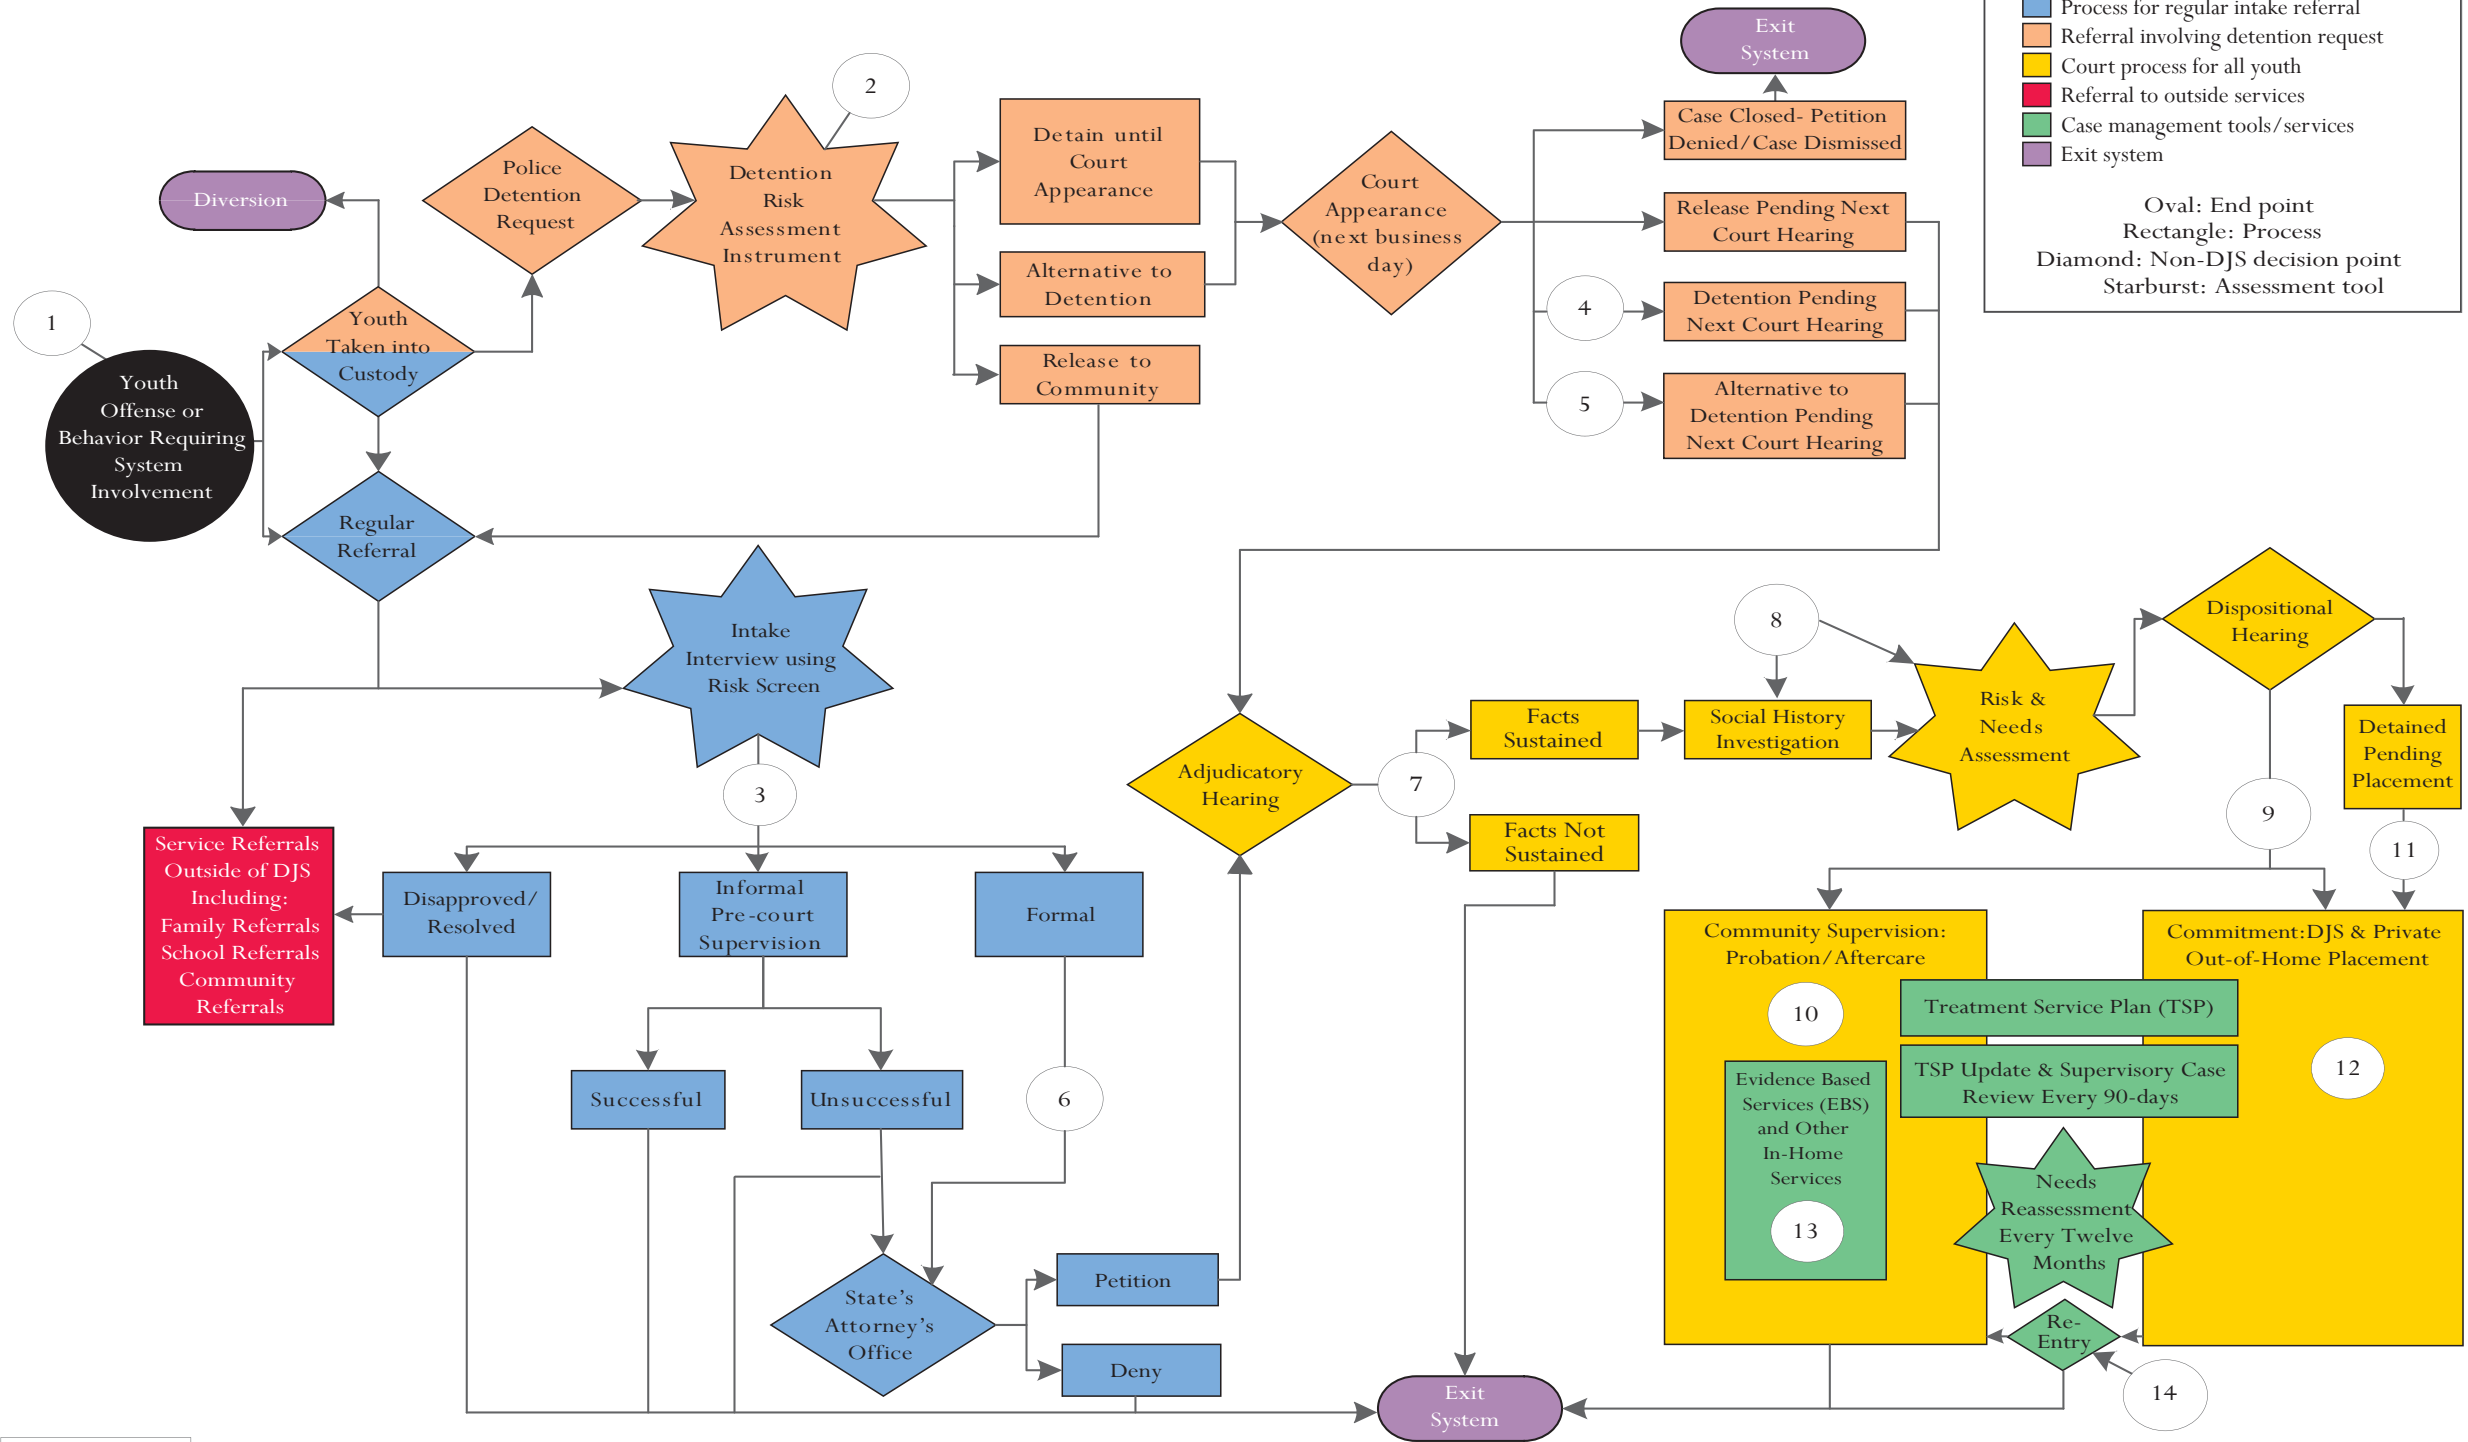 Process for regular intake referral
Referral involving detention request
Court process for all youth
Referral to outside services
Case management tools/services
Exit system
Oval: End point
Rectangle: Process
Diamond: Non-DJS decision point
Starburst: Assessment tool
Exit
System
2
Case Closed- Petition
Denied/Case Dismissed
Detain until
Court
Appearance
Police
Detention
Request
Detention
Risk
Assessment
Instrument
Diversion
Court
Appearance
(next business
day)
Release Pending Next
Court Hearing
Alternative to
Detention
4
Detention Pending
Next Court Hearing
1
Youth
Taken into
Custody
Release to
Community
5
Alternative to
Detention Pending
Next Court Hearing
Youth
Offense or
Behavior Requiring
System
Involvement
Regular
Referral
Intake
Interview using
Risk Screen
8
Dispositional
Hearing
Facts
Sustained
Social History
Investigation
Risk &
Needs
Assessment
Detained
Pending
Placement
Adjudicatory
Hearing
7
3
9
Facts Not
Sustained
11
Service Referrals
Outside of DJS
Including:
Family Referrals
School Referrals
Community
Referrals
Disapproved/
Resolved
Informal
Pre-court
Supervision
Formal
Community Supervision:
Probation/Aftercare
Commitment:DJS & Private
Out-of-Home Placement
10
Treatment Service Plan (TSP)
TSP Update & Supervisory Case
Review Every 90-days
12
Evidence Based
Services (EBS)
and Other
In-Home
Services
13
Successful
Unsuccessful
6
Needs
Reassessment
Every Twelve
Months
State's
Attorney's
Office
Petition
Deny
Re-
Entry
14
Exit
System